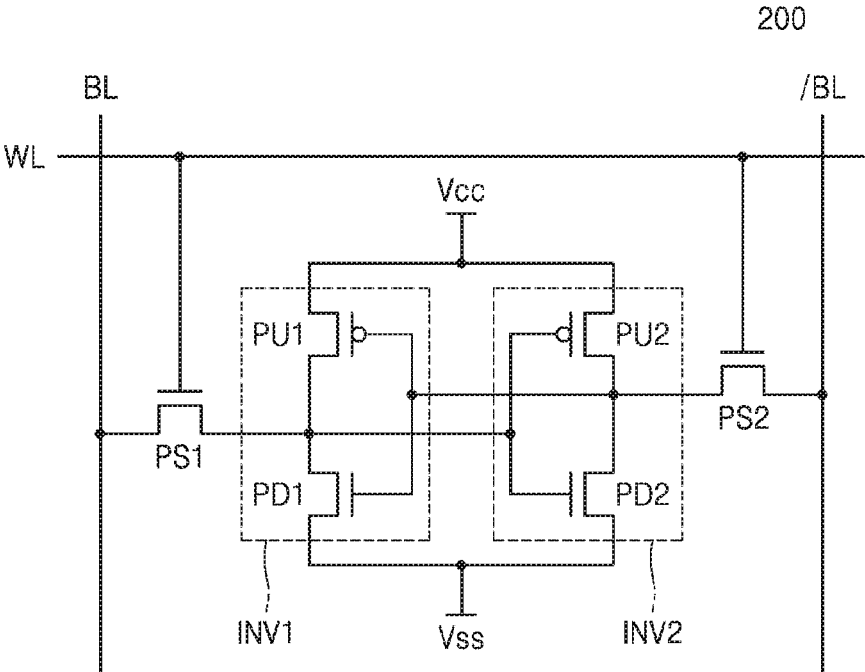 200
BL
/BL
WL
Vcc
PU1
PU2
PS1
PS2
PD1
PD2
INV1
Vss
INV2